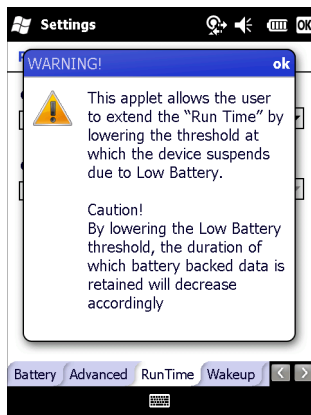 Settings
OK
WARNING!
ok
This applet allows the user
to extend the “Run Time” by
lowering the threshold at
which the device suspends
due to Low Battery.
Caution!
By lowering the Low Battery
threshold, the duration of
which battery backed data is
retained will decrease
accordingly
Battery
Advanced
RunTime
Wakeup